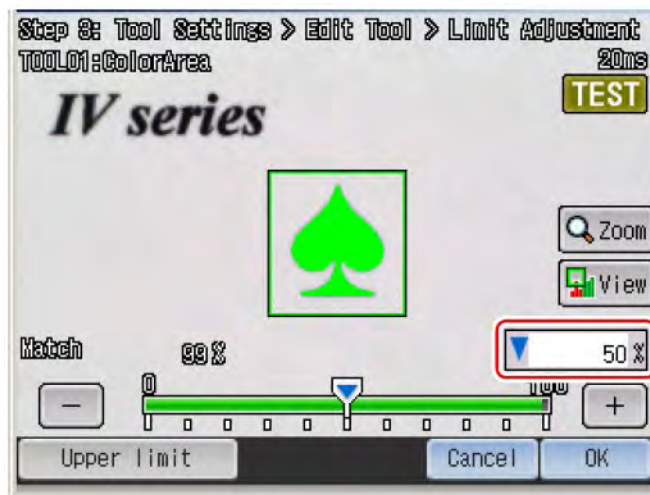 Step 3: Tool Settings > Edit Tool > Limit Adjustment
TOOL01:ColorArea 20ms
TEST
IV series
Zoom
View
50 %
Match 99 %
0 100
− +
Upper limit Cancel OK